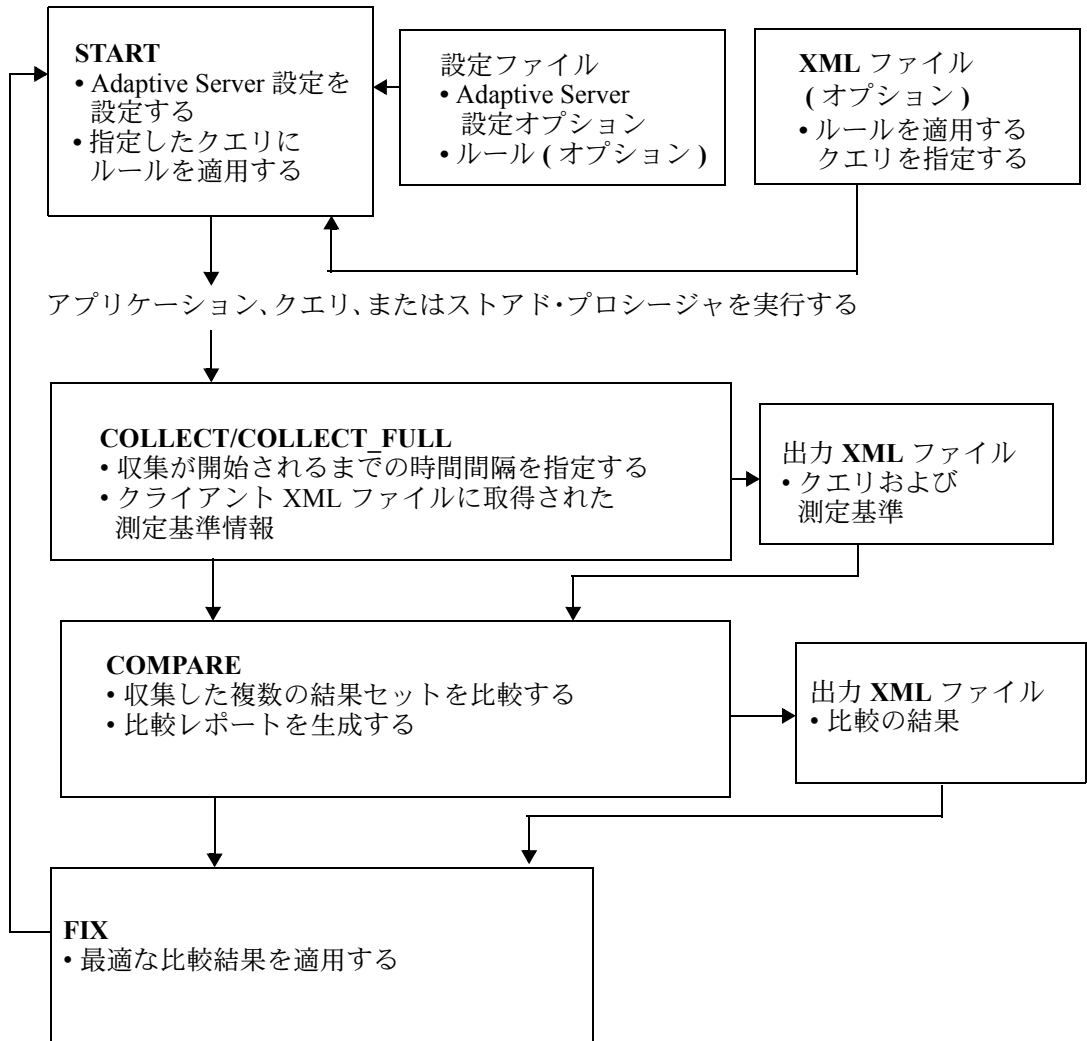 START
• Adaptive Server 設定を
設定する
• 指定したクエリに
ルールを適用する
設定ファイル
• Adaptive Server
設定オプション
• ルール ( オプション )
XML ファイル
( オプション )
• ルールを適用する
クエリを指定する
アプリケーション、クエリ、またはストアド・プロシージャを実行する
COLLECT/COLLECT_FULL
• 収集が開始されるまでの時間間隔を指定する
• クライアント XML ファイルに取得された
測定基準情報
出力 XML ファイル
• クエリおよび
測定基準
COMPARE
• 収集した複数の結果セットを比較する
• 比較レポートを生成する
出力 XML ファイル
• 比較の結果
FIX
• 最適な比較結果を適用する